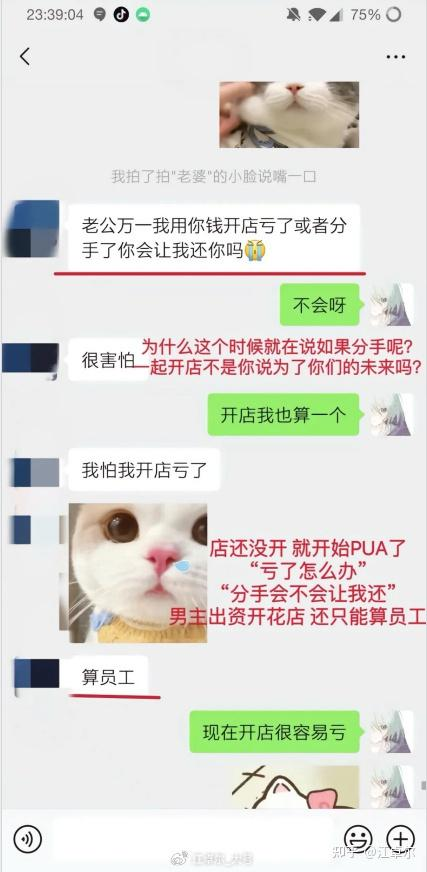 23:39:04
75%
我拍了拍"老婆"的小脸说嘴一口
老公万一我用你钱开店亏了或者分
手了你会让我还你吗😭
不会呀
很害怕
为什么这个时候就在说如果分手呢?
一起开店不是你说为了你们的未来吗?
开店我也算一个
我怕我开店亏了
店还没开 就开始PUA了
“亏了怎么办”
“分手会不会让我还”
男主出资开花店 还只能算员工
算员工
现在开店很容易亏
知乎 @江卓尔